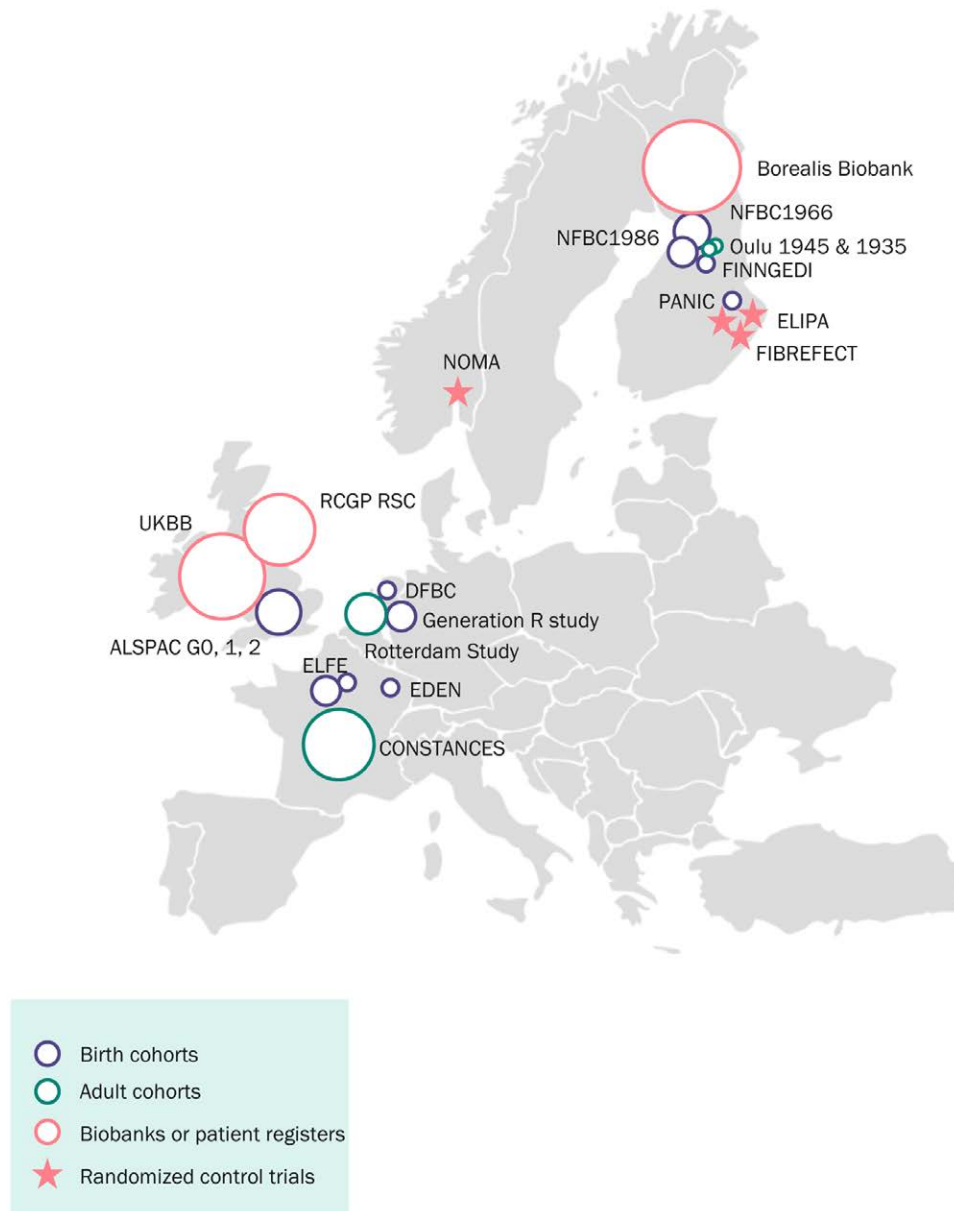 Borealis Biobank
NFBC1966
NFBC1986
Oulu 1945 & 1935
FINNGEDI
PANIC
ELIPA
FIBREFECT
NOMA
RCGP RSC
UKBB
DFBC
Generation R study
ALSPAC G0, 1, 2
Rotterdam Study
ELFE
EDEN
CONSTANCES
Birth cohorts
Adult cohorts
Biobanks or patient registers
Randomized control trials